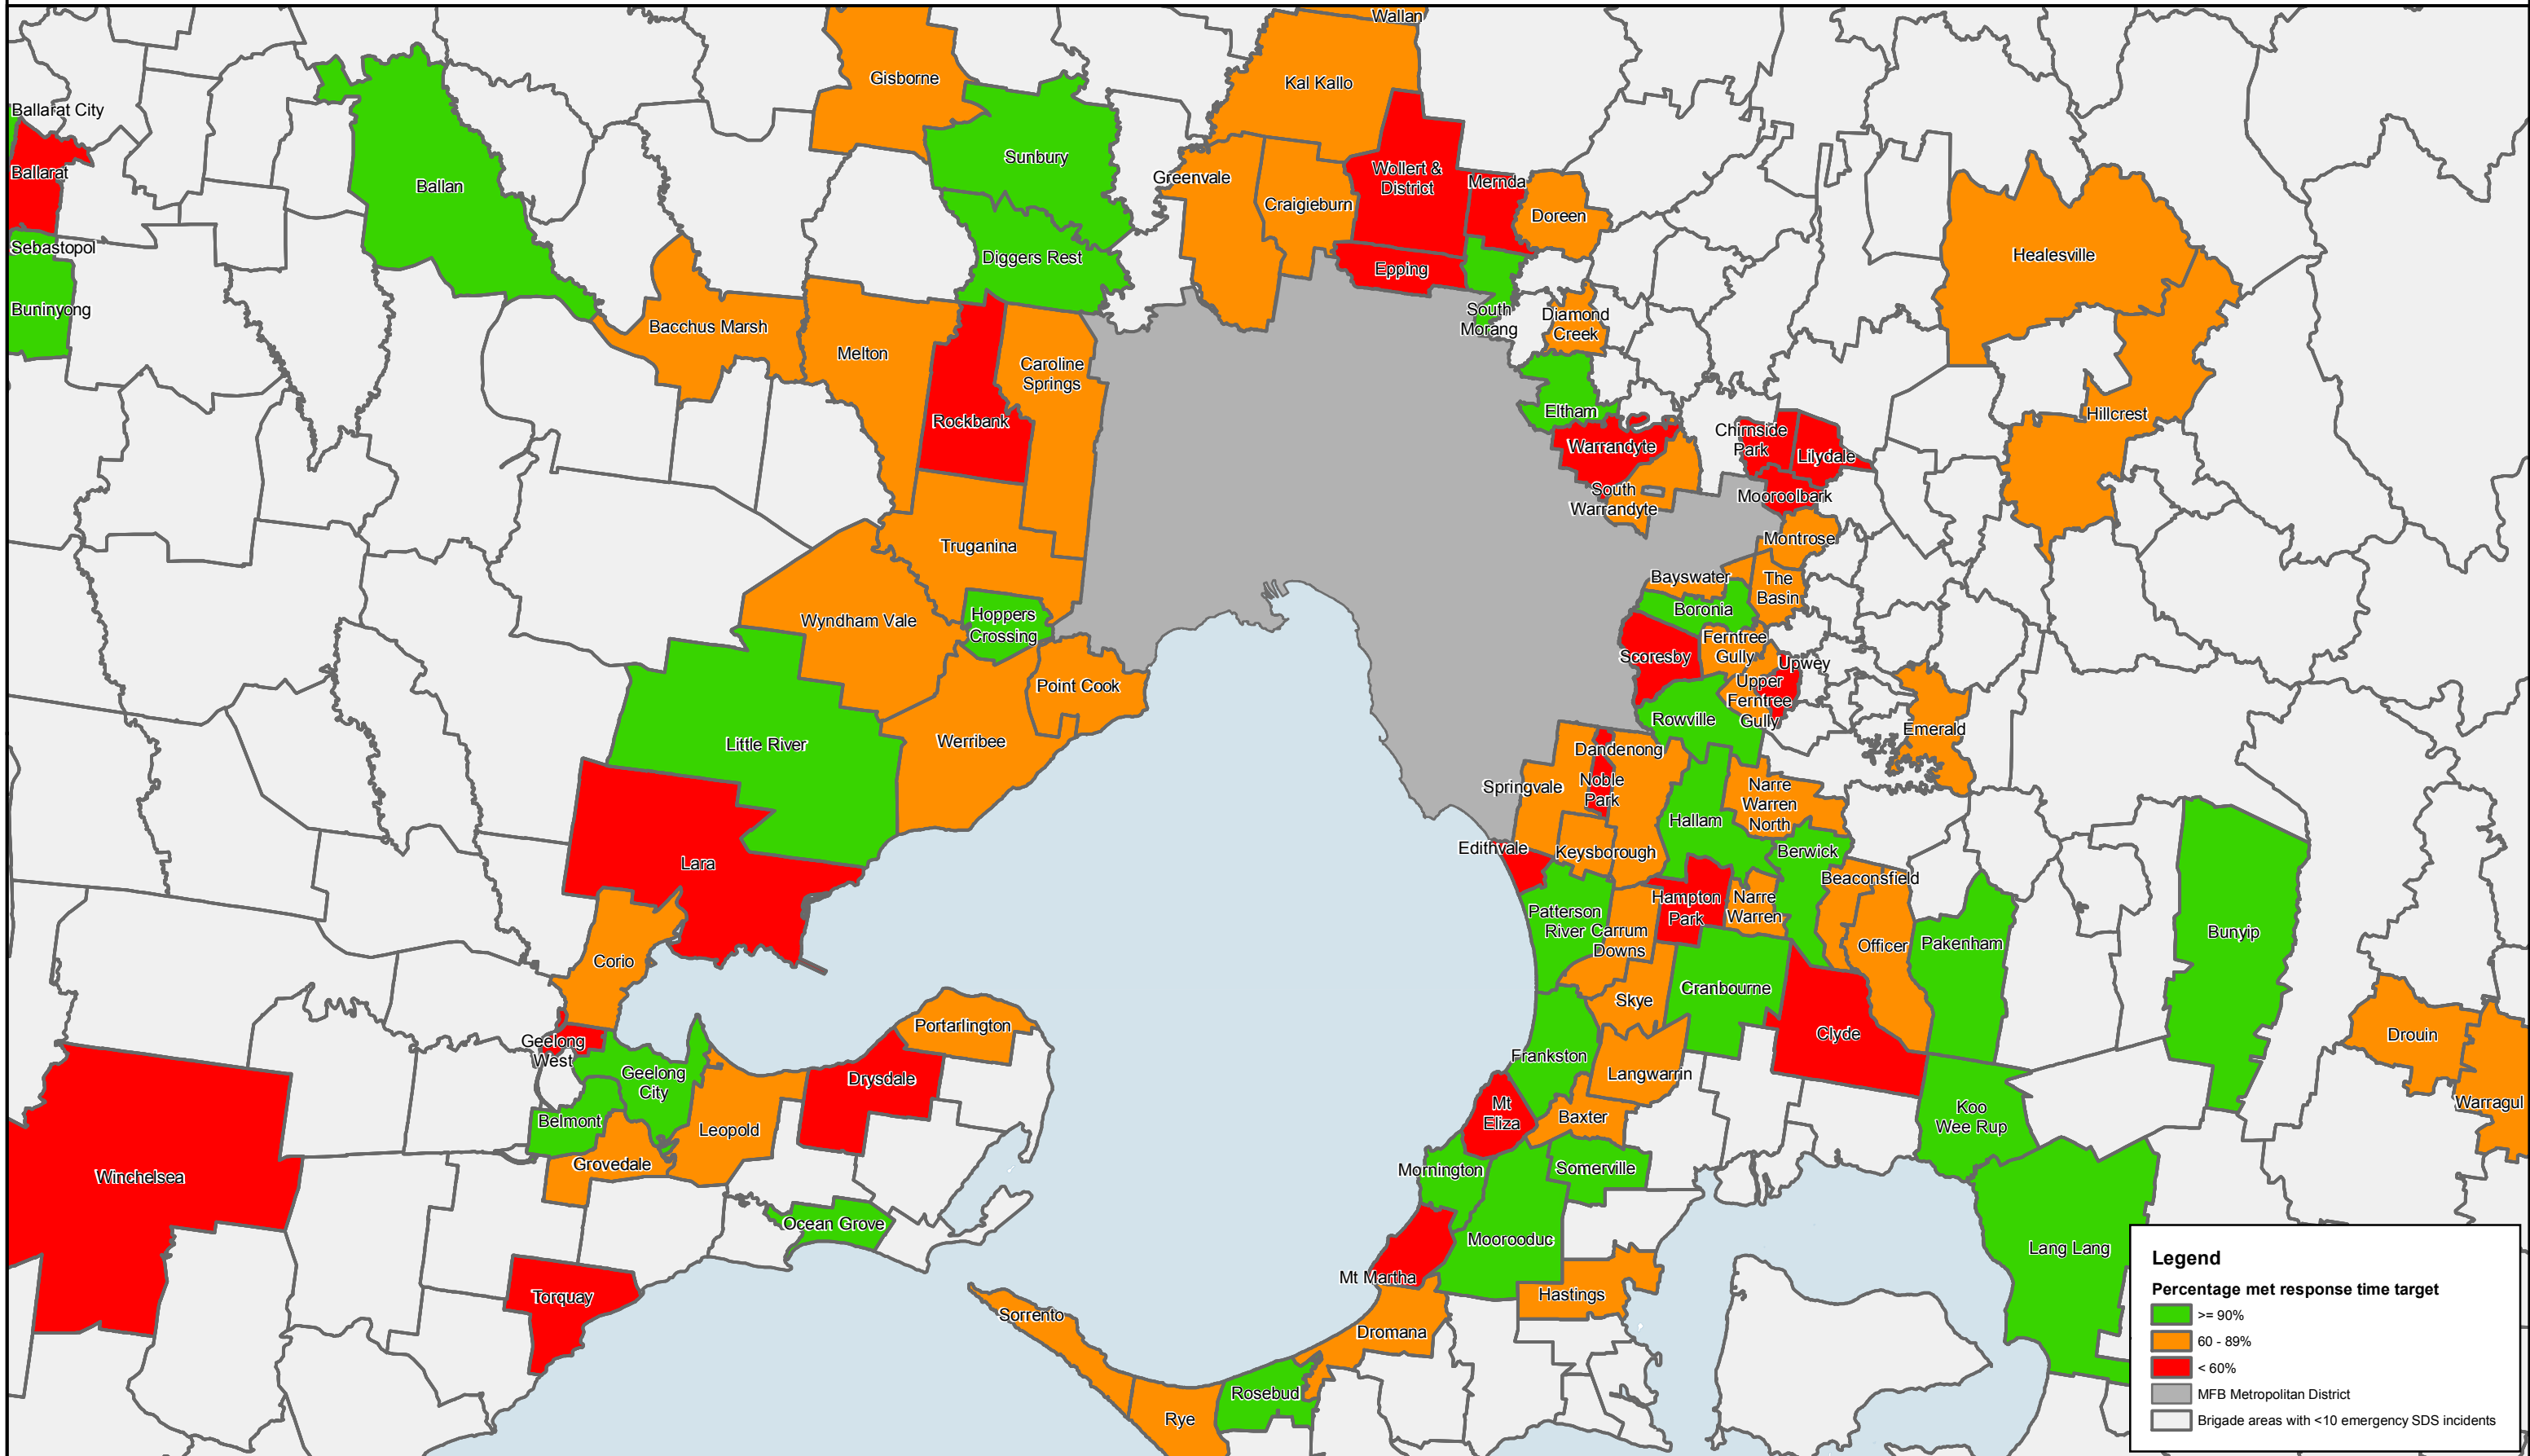 Wallan
Gisborne
Kal Kallo
Ballarat City
Sunbury
Ballarat
Ballan
Greenvale
Wollert &
District
Mernda
Craigieburn
Doreen
Sebastopol
Diggers Rest
Epping
Healesville
Buninyong
Bacchus Marsh
South
Morang
Diamond
Creek
Melton
Caroline
Springs
Rockbank
Eltham
Hillcrest
Warrandyte
Chirnside
Park
Lilydale
South
Warrandyte
Mooroolbark
Truganina
Montrose
Bayswater
The
Basin
Boronia
Wyndham Vale
Hoppers
Crossing
Ferntree
Gully
Scoresby
Upwey
Point Cook
Upper
Ferntree
Gully
Rowville
Emerald
Little River
Werribee
Dandenong
Springvale
Noble
Park
Narre
Warren
North
Hallam
Edithvale
Keysborough
Berwick
Lara
Beaconsfield
Hampton
Park
Narre
Warren
Patterson
River
Carrum
Downs
Officer
Pakenham
Bunyip
Corio
Cranbourne
Skye
Portarlington
Clyde
Drouin
Geelong
West
Frankston
Geelong
City
Drysdale
Langwarrin
Warragul
Mt
Eliza
Baxter
Koo
Wee Rup
Belmont
Leopold
Grovedale
Mornington
Somerville
Winchelsea
Ocean Grove
Moorooduc
Lang Lang
Mt Martha
Torquay
Hastings
Sorrento
Dromana
Rosebud
Rye
Legend
Percentage met response time target
>= 90%
60 - 89%
< 60%
MFB Metropolitan District
Brigade areas with <10 emergency SDS incidents